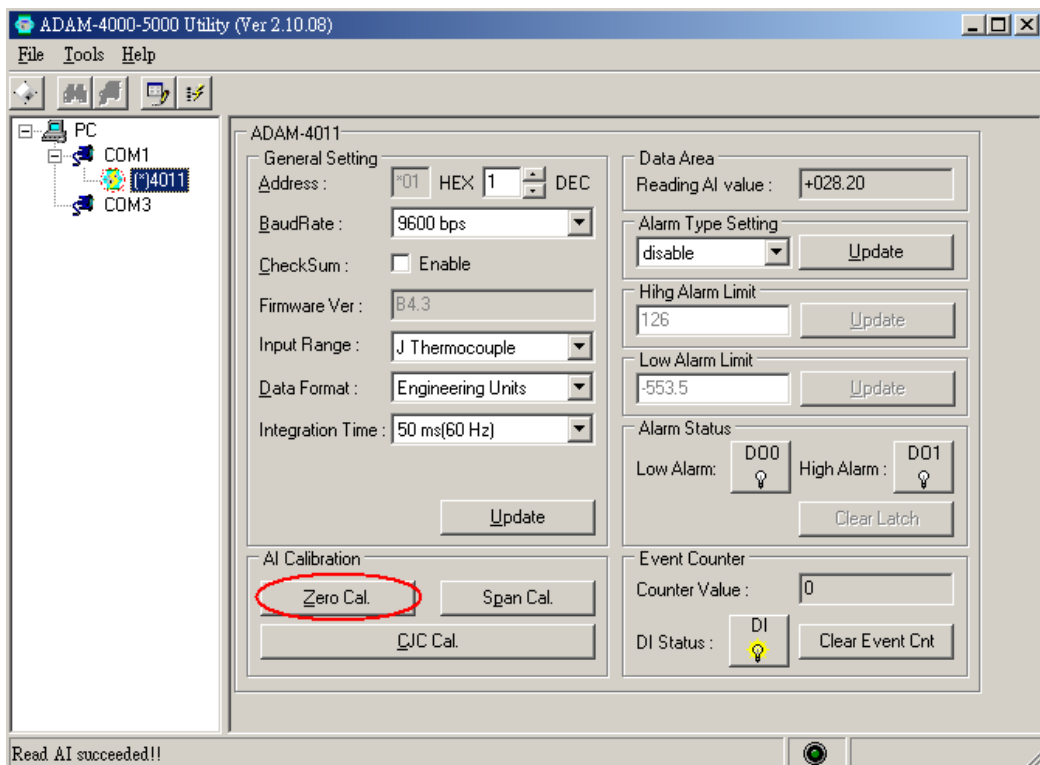 ADAM-4000-5000 Utility (Ver 2.10.08)
File Tools Help
PC
COM1
(*)4011
COM3
ADAM-4011
General Setting
Address : *01 HEX 1 DEC
BaudRate : 9600 bps
CheckSum : Enable
Firmware Ver : B4.3
Input Range : J Thermocouple
Data Format : Engineering Units
Integration Time : 50 ms(60 Hz)
Update
AI Calibration
Zero Cal. Span Cal.
CJC Cal.
Data Area
Reading AI value : +028.20
Alarm Type Setting
disable Update
Hihg Alarm Limit
126 Update
Low Alarm Limit
-553.5 Update
Alarm Status
Low Alarm: DO0 High Alarm : DO1
Clear Latch
Event Counter
Counter Value : 0
DI Status : DI Clear Event Cnt
Read AI succeeded!!